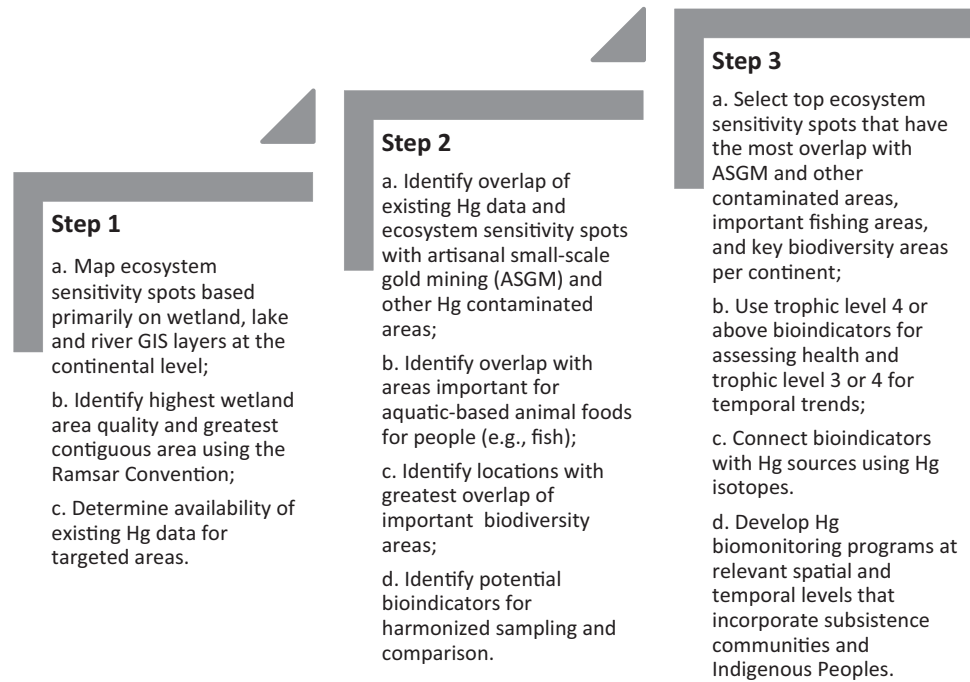 Step 1
a. Map ecosystem
sensitivity spots based
primarily on wetland, lake
and river GIS layers at the
continental level;
b. Identify highest wetland
area quality and greatest
contiguous area using the
Ramsar Convention;
c. Determine availability of
existing Hg data for
targeted areas.
Step 2
a. Identify overlap of
existing Hg data and
ecosystem sensitivity spots
with artisanal small-scale
gold mining (ASGM) and
other Hg contaminated
areas;
b. Identify overlap with
areas important for
aquatic-based animal foods
for people (e.g., fish);
c. Identify locations with
greatest overlap of
important biodiversity
areas;
d. Identify potential
bioindicators for
harmonized sampling and
comparison.
Step 3
a. Select top ecosystem
sensitivity spots that have
the most overlap with
ASGM and other
contaminated areas,
important fishing areas,
and key biodiversity areas
per continent;
b. Use trophic level 4 or
above bioindicators for
assessing health and
trophic level 3 or 4 for
temporal trends;
c. Connect bioindicators
with Hg sources using Hg
isotopes.
d. Develop Hg
biomonitoring programs at
relevant spatial and
temporal levels that
incorporate subsistence
communities and
Indigenous Peoples.